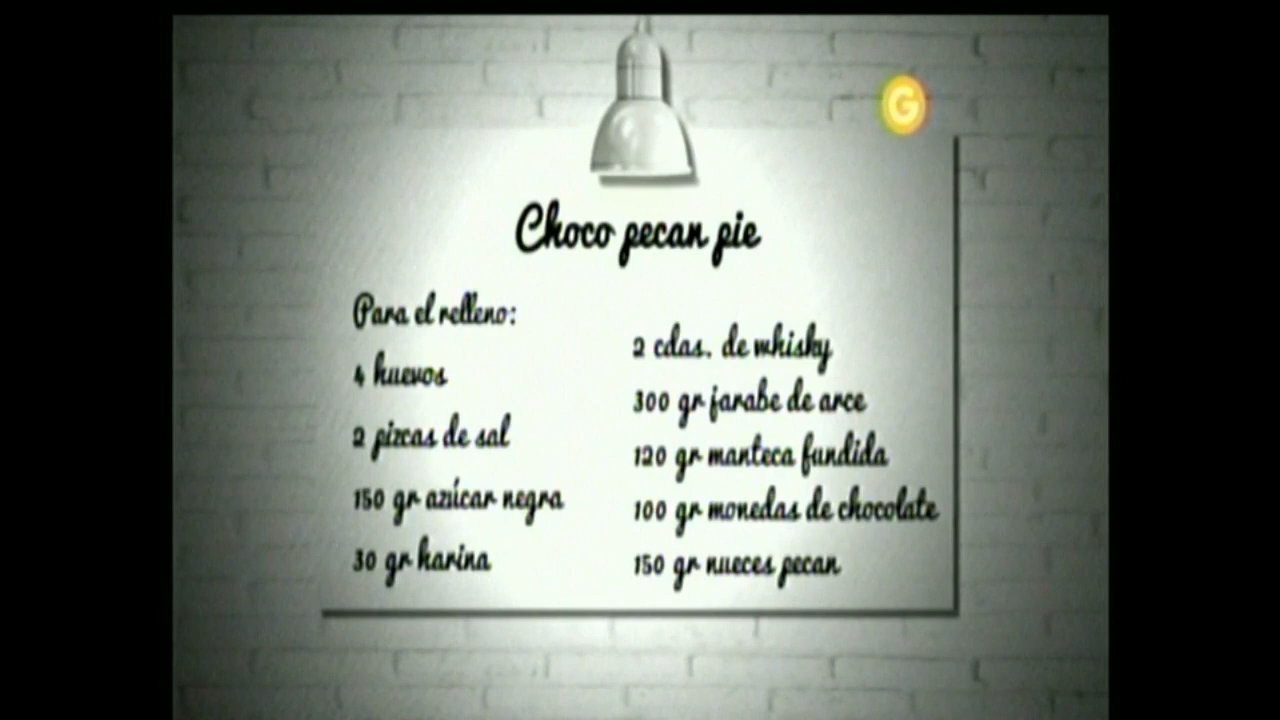 G
Choco pecan pie
Para el relleno:
4 huevos
2 pizcas de sal
150 gr azúcar negra
30 gr harina
2 cdas. de whisky
300 gr jarabe de arce
120 gr manteca fundida
100 gr monedas de chocolate
150 gr nueces pecan